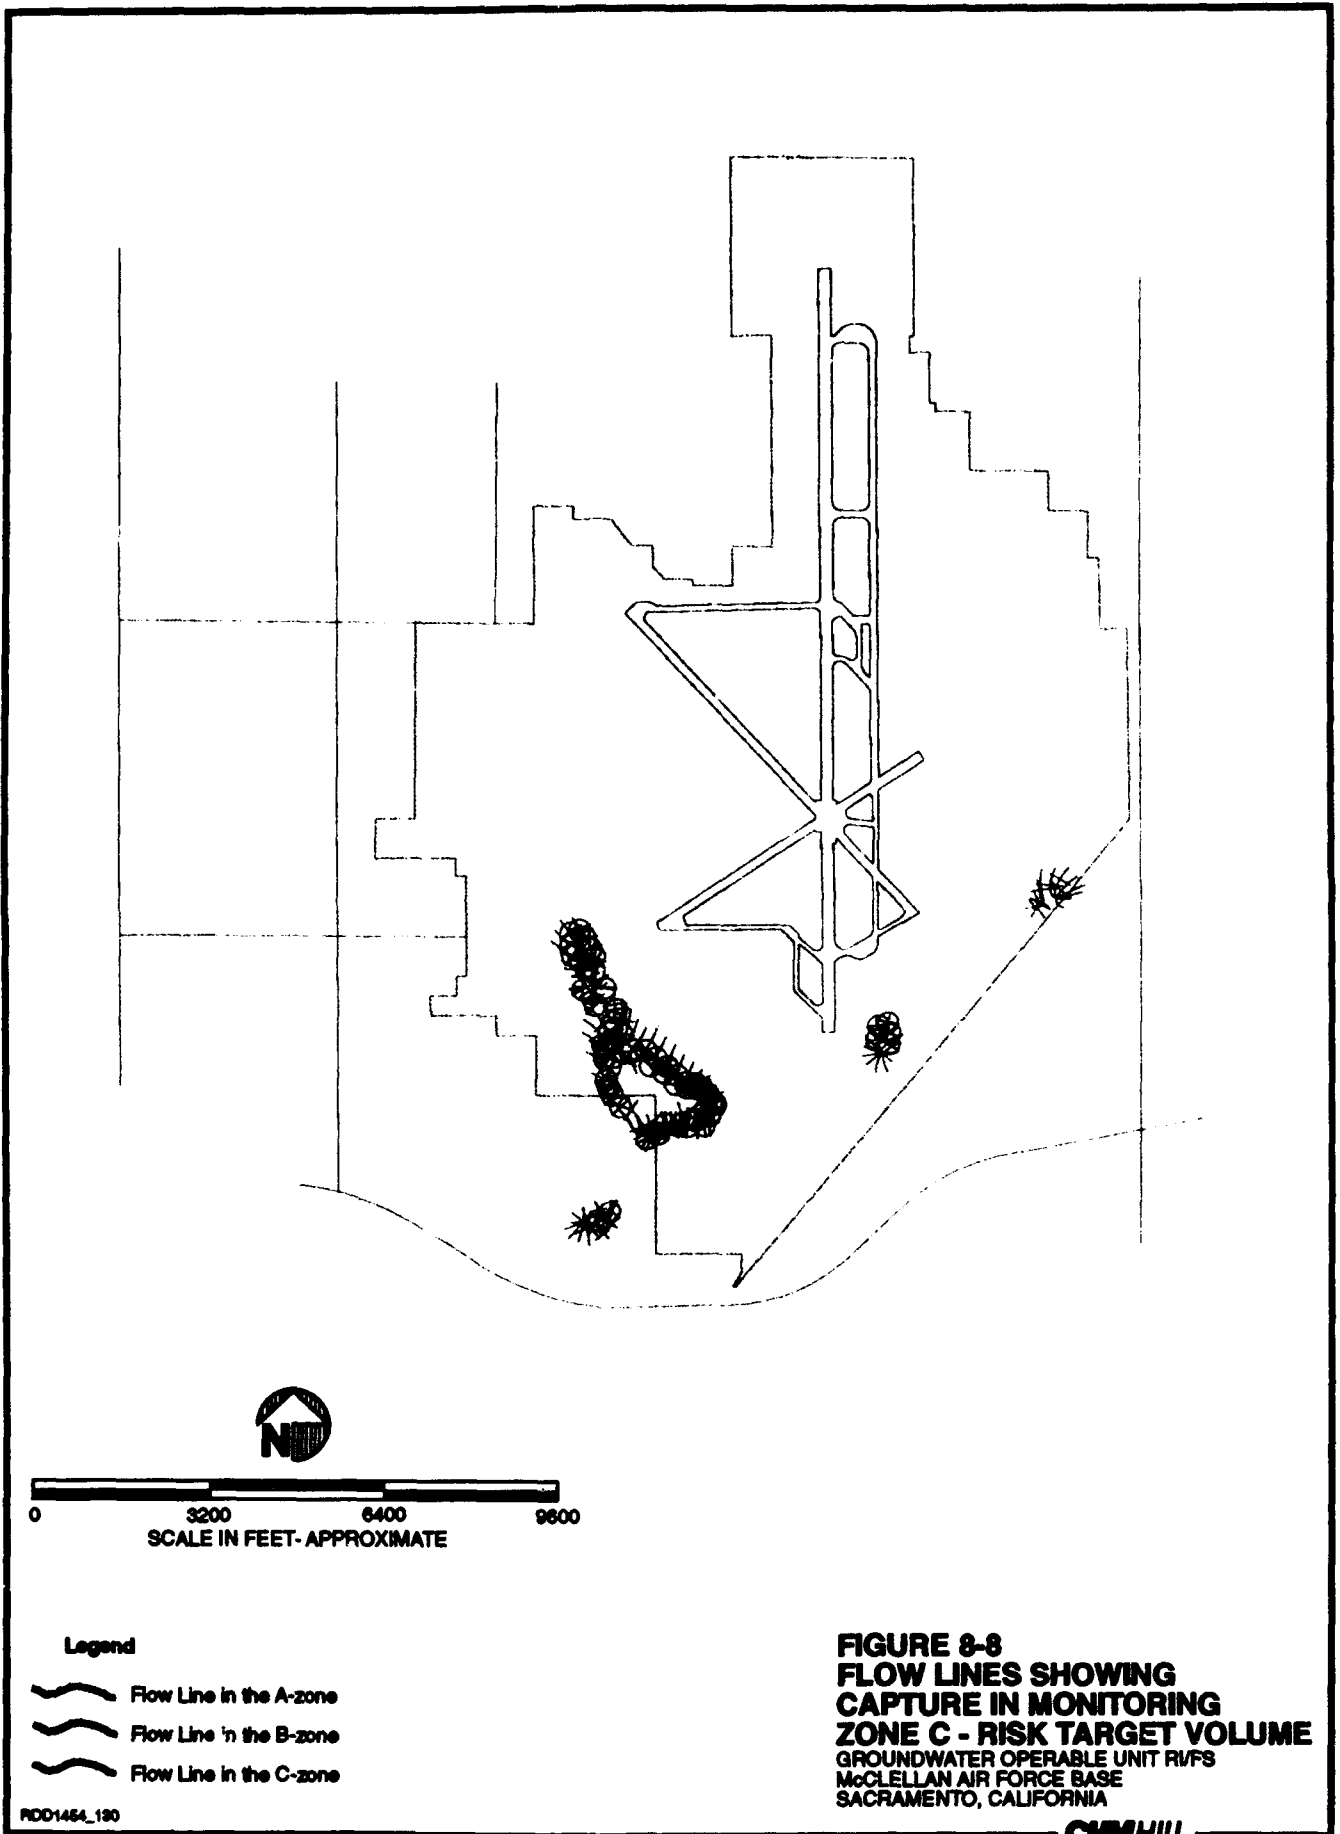 N
0 3200 6400 9600
SCALE IN FEET- APPROXIMATE
Legend
Flow Line in the A-zone
Flow Line in the B-zone
Flow Line in the C-zone
RDD1464_130
FIGURE 8-8
FLOW LINES SHOWING
CAPTURE IN MONITORING
ZONE C - RISK TARGET VOLUME
GROUNDWATER OPERABLE UNIT RI/FS
McCLELLAN AIR FORCE BASE
SACRAMENTO, CALIFORNIA